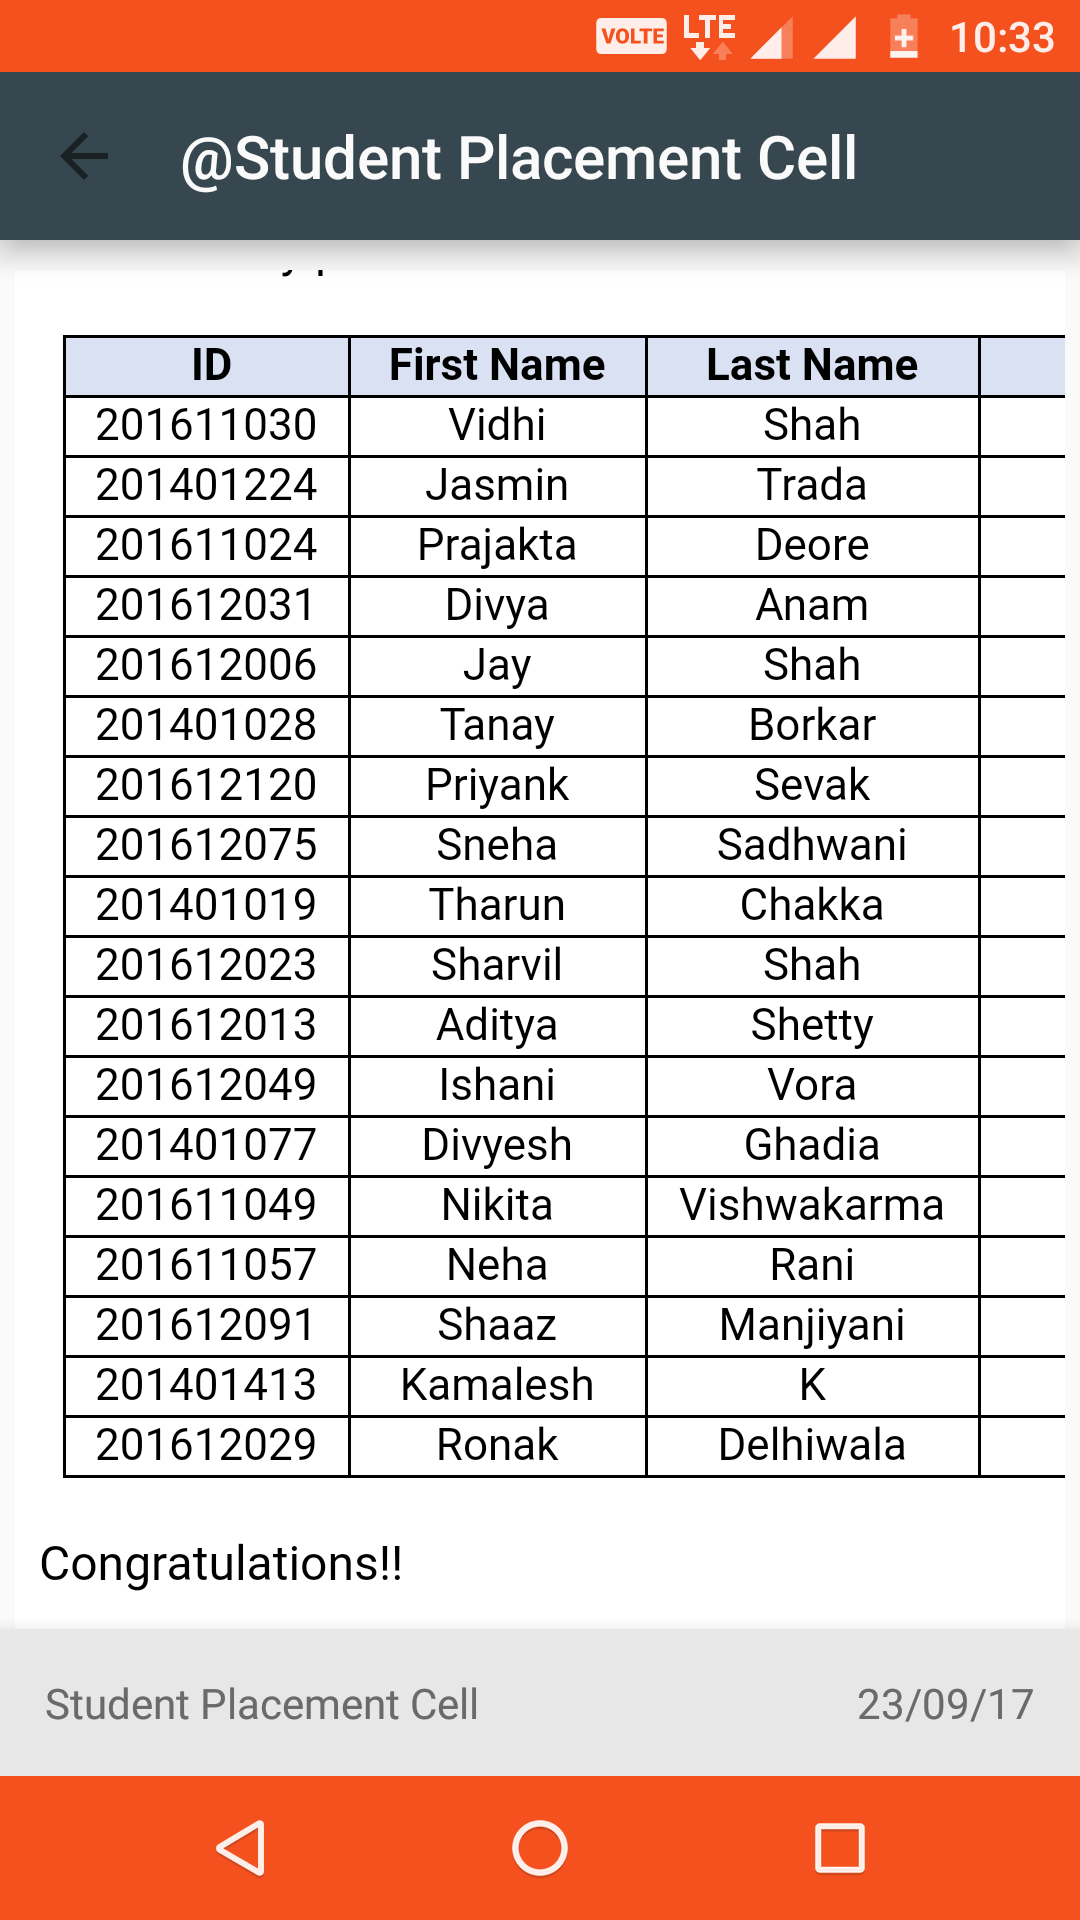 VOLTE LTE 10:33
@Student Placement Cell
ID First Name Last Name
201611030 Vidhi Shah
201401224 Jasmin Trada
201611024 Prajakta Deore
201612031 Divya Anam
201612006 Jay Shah
201401028 Tanay Borkar
201612120 Priyank Sevak
201612075 Sneha Sadhwani
201401019 Tharun Chakka
201612023 Sharvil Shah
201612013 Aditya Shetty
201612049 Ishani Vora
201401077 Divyesh Ghadia
201611049 Nikita Vishwakarma
201611057 Neha Rani
201612091 Shaaz Manjiyani
201401413 Kamalesh K
201612029 Ronak Delhiwala
Congratulations!!
Student Placement Cell 23/09/17